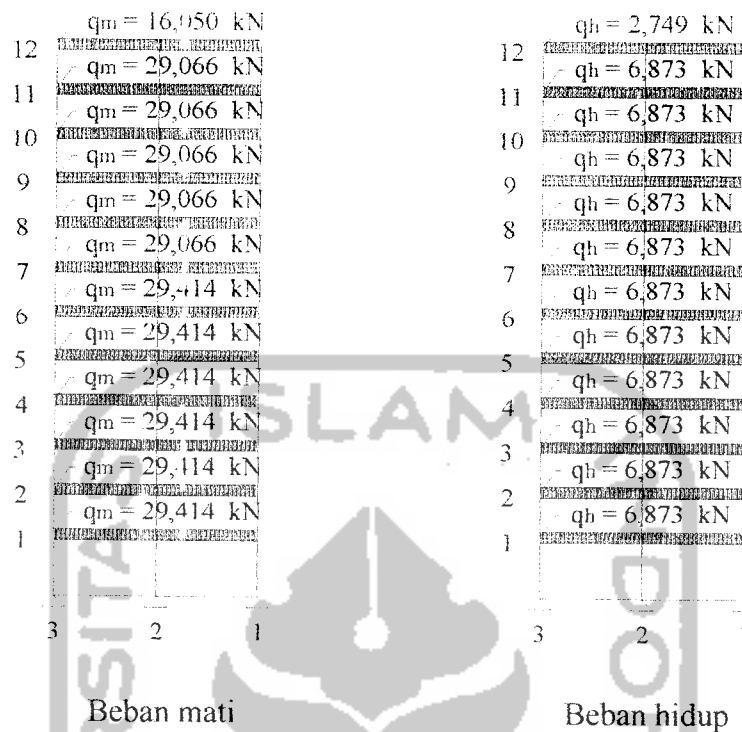 qm = 16,050 kN
12
qm = 29,066 kN
11
qm = 29,066 kN
10
qm = 29,066 kN
9
qm = 29,066 kN
8
qm = 29,066 kN
7
qm = 29,414 kN
6
qm = 29,414 kN
5
qm = 29,414 kN
4
qm = 29,414 kN
3
qm = 29,414 kN
2
qm = 29,414 kN
1
3 2 1
Beban mati
qh = 2,749 kN
12
qh = 6,873 kN
11
qh = 6,873 kN
10
qh = 6,873 kN
9
qh = 6,873 kN
8
qh = 6,873 kN
7
qh = 6,873 kN
6
qh = 6,873 kN
5
qh = 6,873 kN
4
qh = 6,873 kN
3
qh = 6,873 kN
2
qh = 6,873 kN
1
3 2
Beban hidup
ISLAM